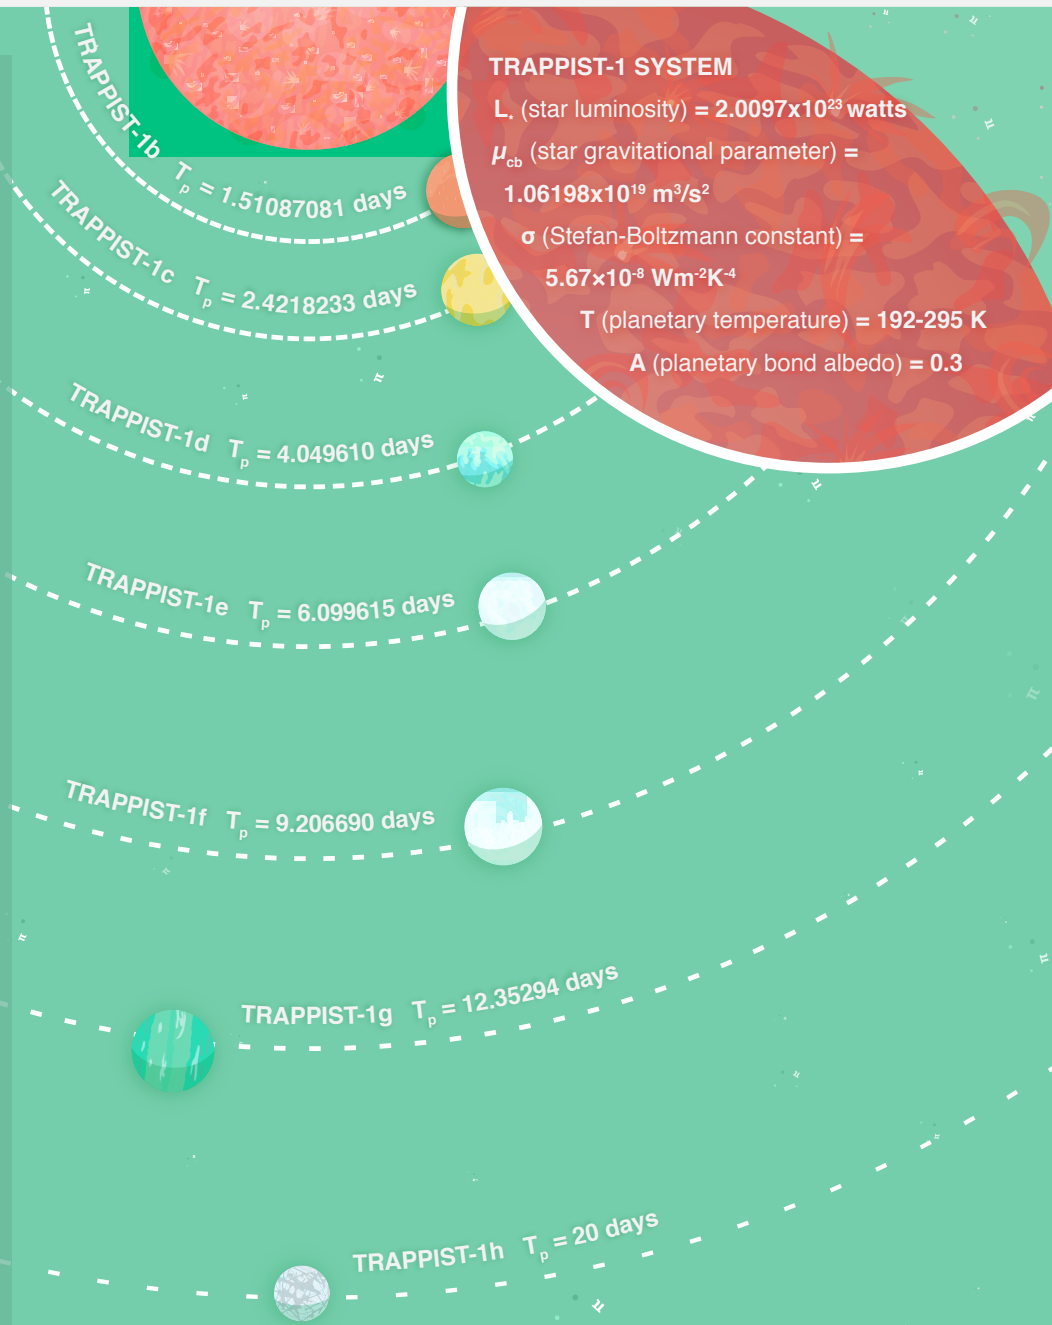 TRAPPIST-1 SYSTEM
L* (star luminosity) = 2.0097x10²³ watts
μcb (star gravitational parameter) =
1.06198x10¹⁹ m³/s²
σ (Stefan-Boltzmann constant) =
5.67×10⁻⁸ Wm⁻²K⁻⁴
T (planetary temperature) = 192-295 K
A (planetary bond albedo) = 0.3
TRAPPIST-1b Tp = 1.51087081 days
TRAPPIST-1c Tp = 2.4218233 days
TRAPPIST-1d Tp = 4.049610 days
TRAPPIST-1e Tp = 6.099615 days
TRAPPIST-1f Tp = 9.206690 days
TRAPPIST-1g Tp = 12.35294 days
TRAPPIST-1h Tp = 20 days